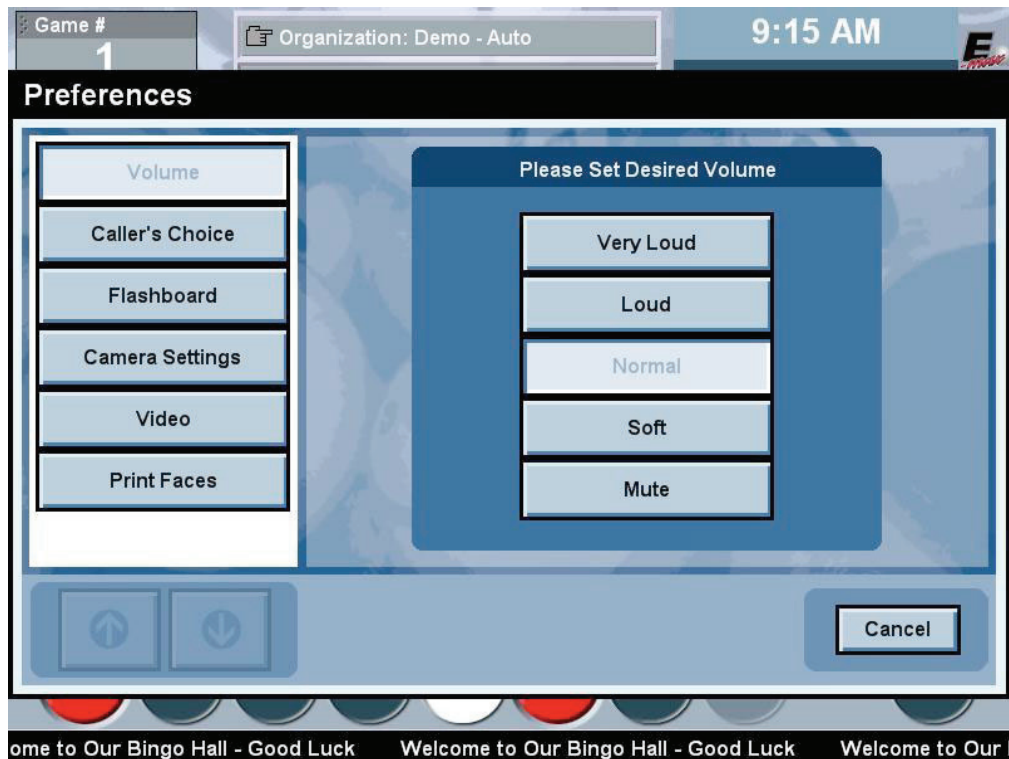 Game #
1
Organization: Demo - Auto
9:15 AM
E
Preferences
Volume
Caller's Choice
Flashboard
Camera Settings
Video
Print Faces
Please Set Desired Volume
Very Loud
Loud
Normal
Soft
Mute
Cancel
ome to Our Bingo Hall - Good Luck Welcome to Our Bingo Hall - Good Luck Welcome to Our